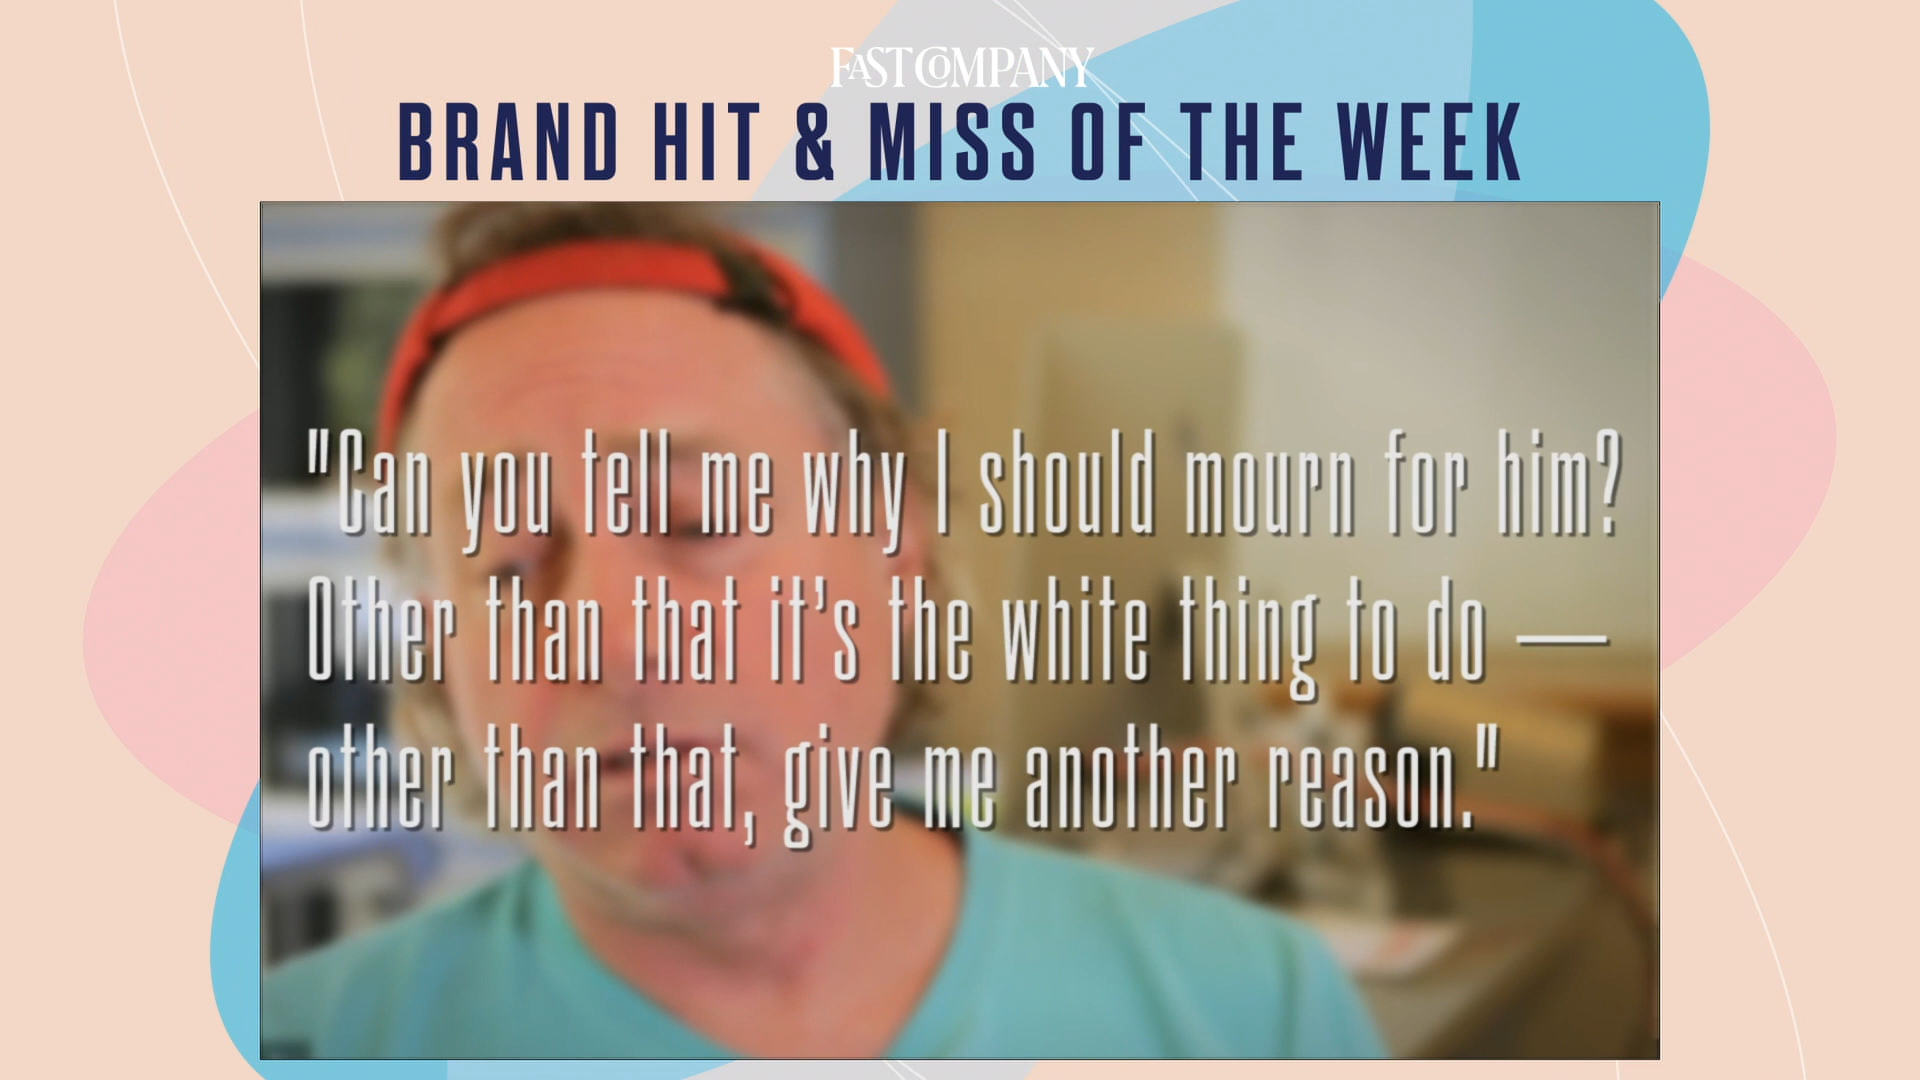 FAST COMPANY
BRAND HIT & MISS OF THE WEEK
"Can you tell me why I should mourn for him?
Other than that it's the white thing to do —
other than that, give me another reason."